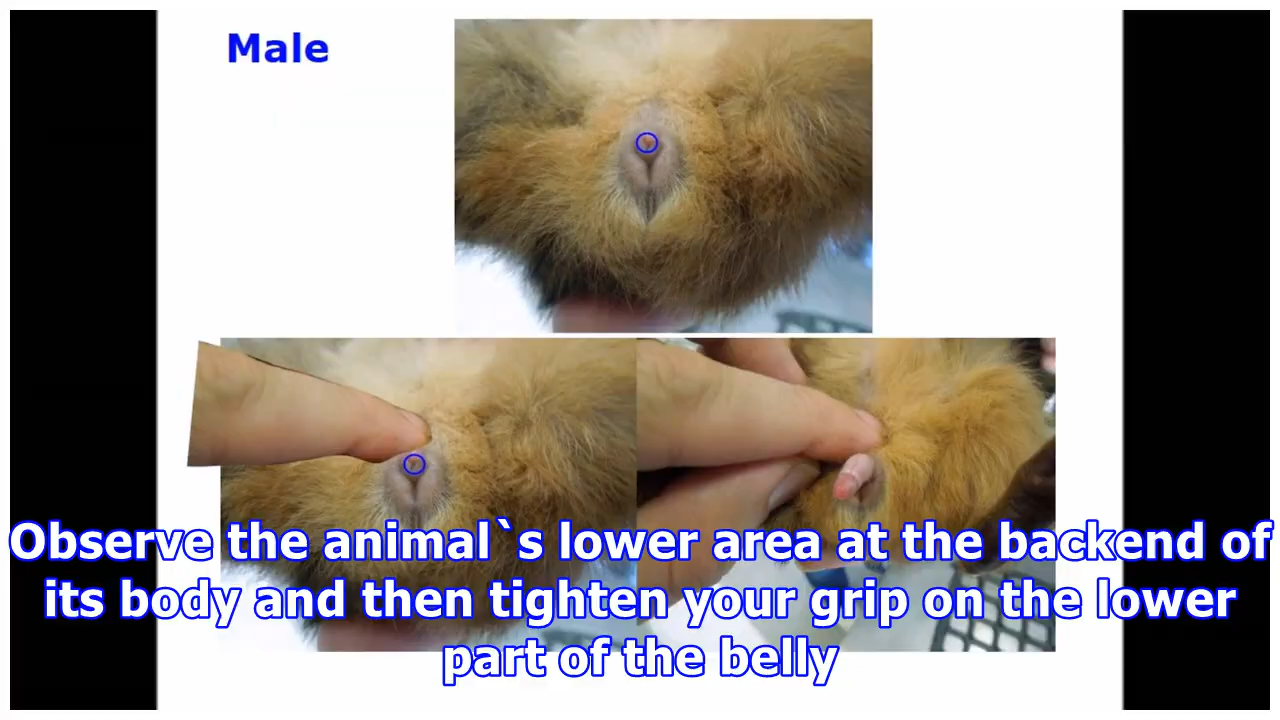 Male
Observe the animal`s lower area at the backend of
its body and then tighten your grip on the lower
part of the belly